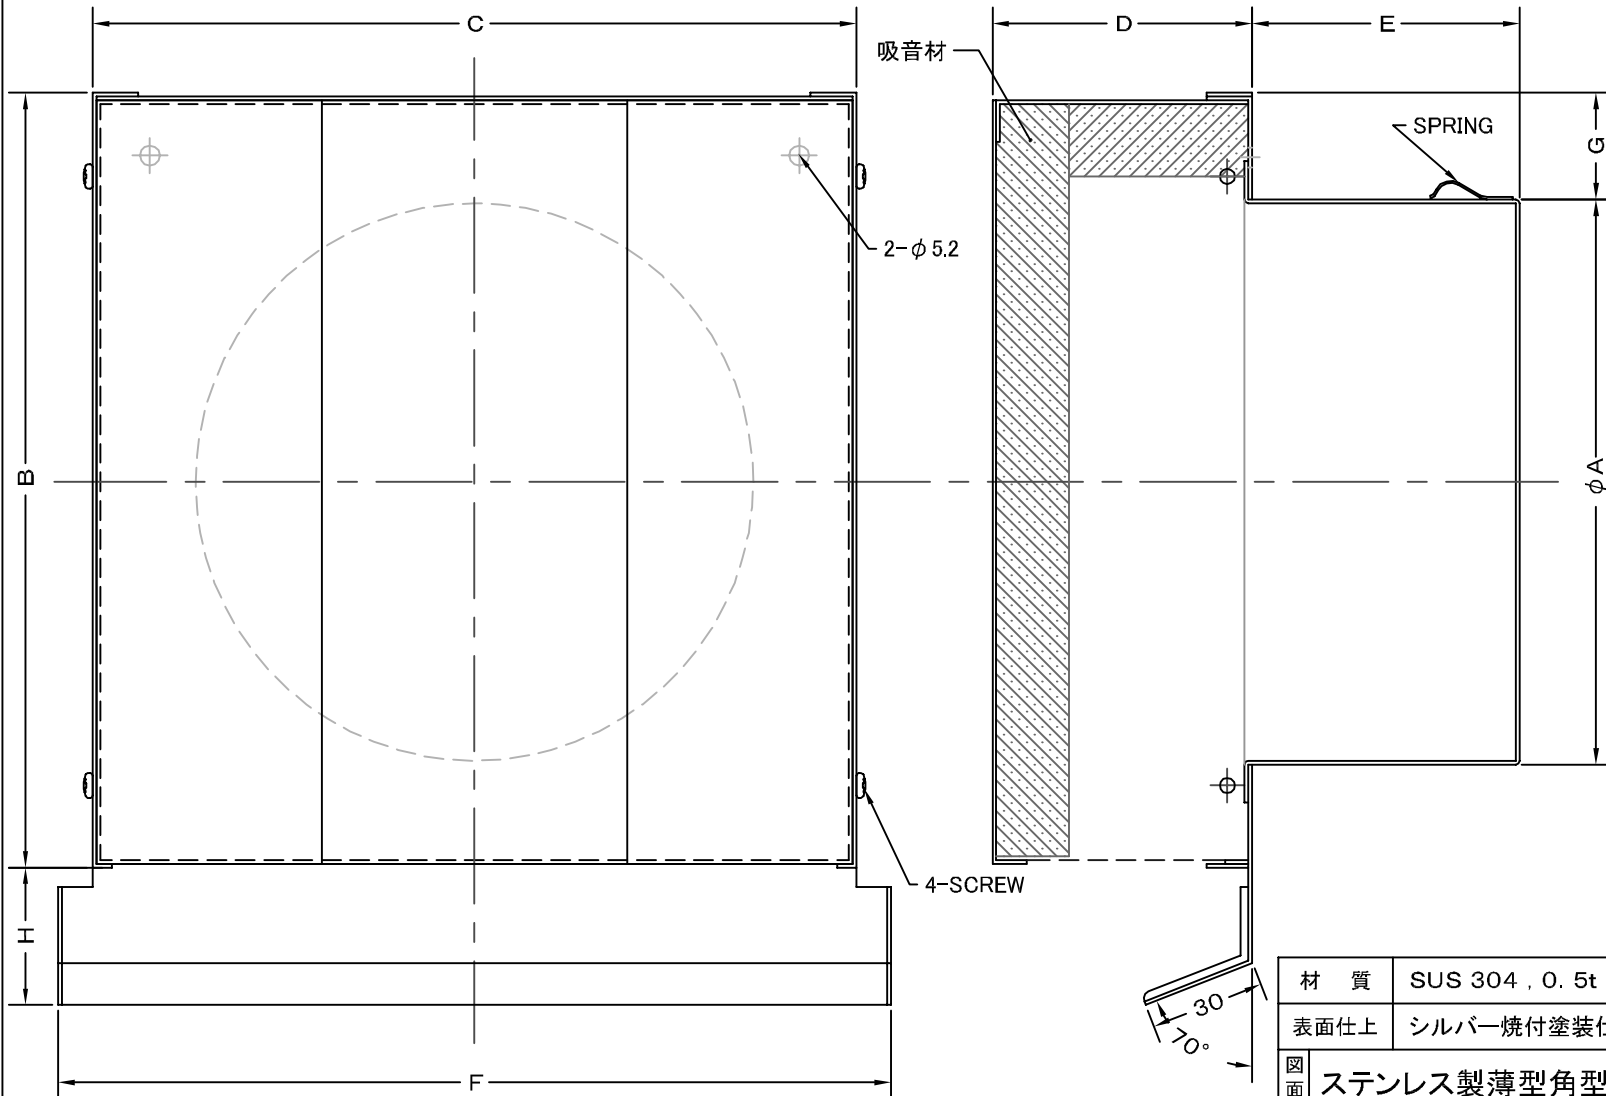 C
D
E
吸音材
SPRING
G
2-φ5.2
B
φA
4-SCREW
H
30
70°
F
材 質 SUS 304 , 0. 5t
表面仕上 シルバー焼付塗装仕
図面 ステンレス製薄型角型